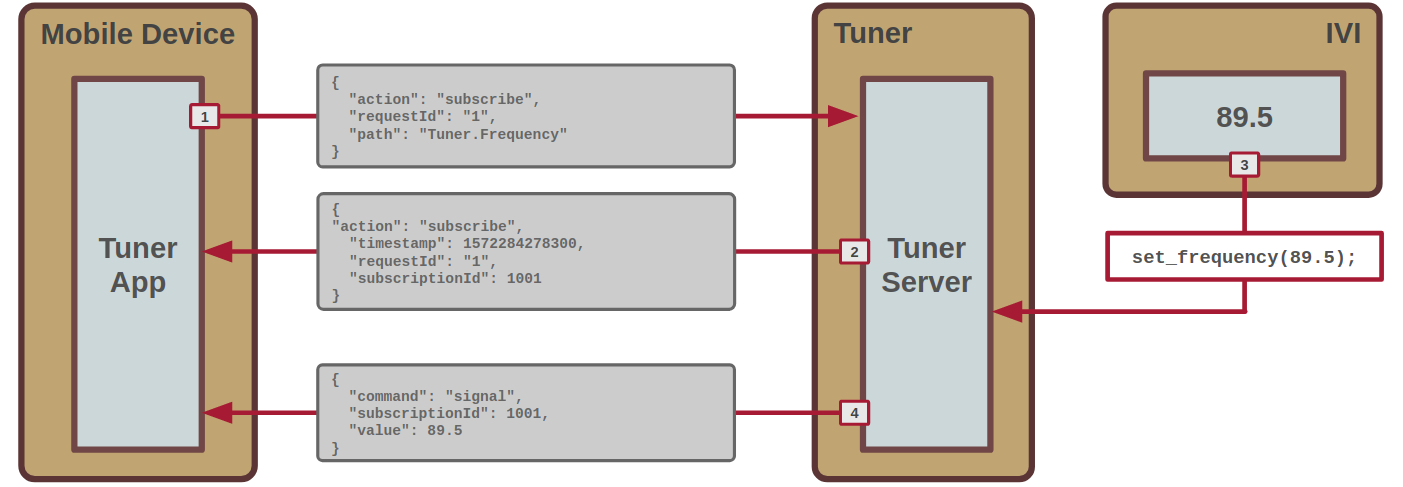 Mobile Device
Tuner
App
1
{
"action": "subscribe",
"requestId": "1",
"path": "Tuner.Frequency"
}
{
"action": "subscribe",
"timestamp": 1572284278300,
"requestId": "1",
"subscriptionId": 1001
}
{
"command": "signal",
"subscriptionId": 1001,
"value": 89.5
}
Tuner
2
Tuner
Server
4
IVI
89.5
3
set_frequency(89.5);